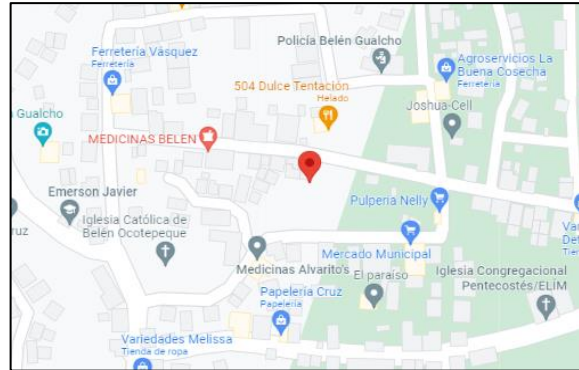 Policía Belén Gualcho
Ferretería Vásquez
Ferretería
Agroservicios La
Buena Cosecha
Ferretería
504 Dulce Tentación
Helado
Joshua-Cell
Gualcho
MEDICINAS BELEN
Emerson Javier
Pulperia Nelly
Iglesia Católica de
Belén Ocotepeque
Mercado Municipal
Medicinas Alvarito's
El paraíso
Iglesia Congregacional
Pentecostés/ELIM
Papelería Cruz
Papelería
Variedades Melissa
Tienda de ropa